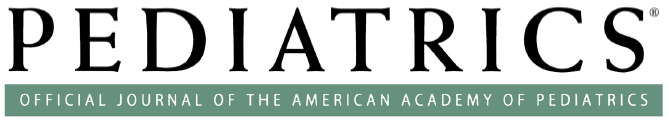 PEDIATRICS®
OFFICIAL JOURNAL OF THE AMERICAN ACADEMY OF PEDIATRICS